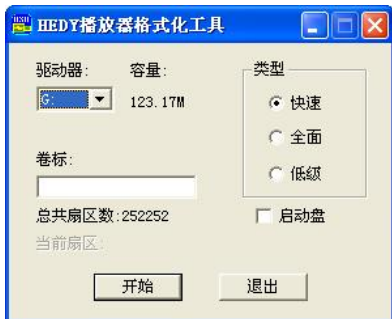 HEDY播放器格式化工具
驱动器: 容量: 类型
G: 123.17M 快速
全面
卷标: 低级
总共扇区数:252252 启动盘
当前扇区:
开始 退出